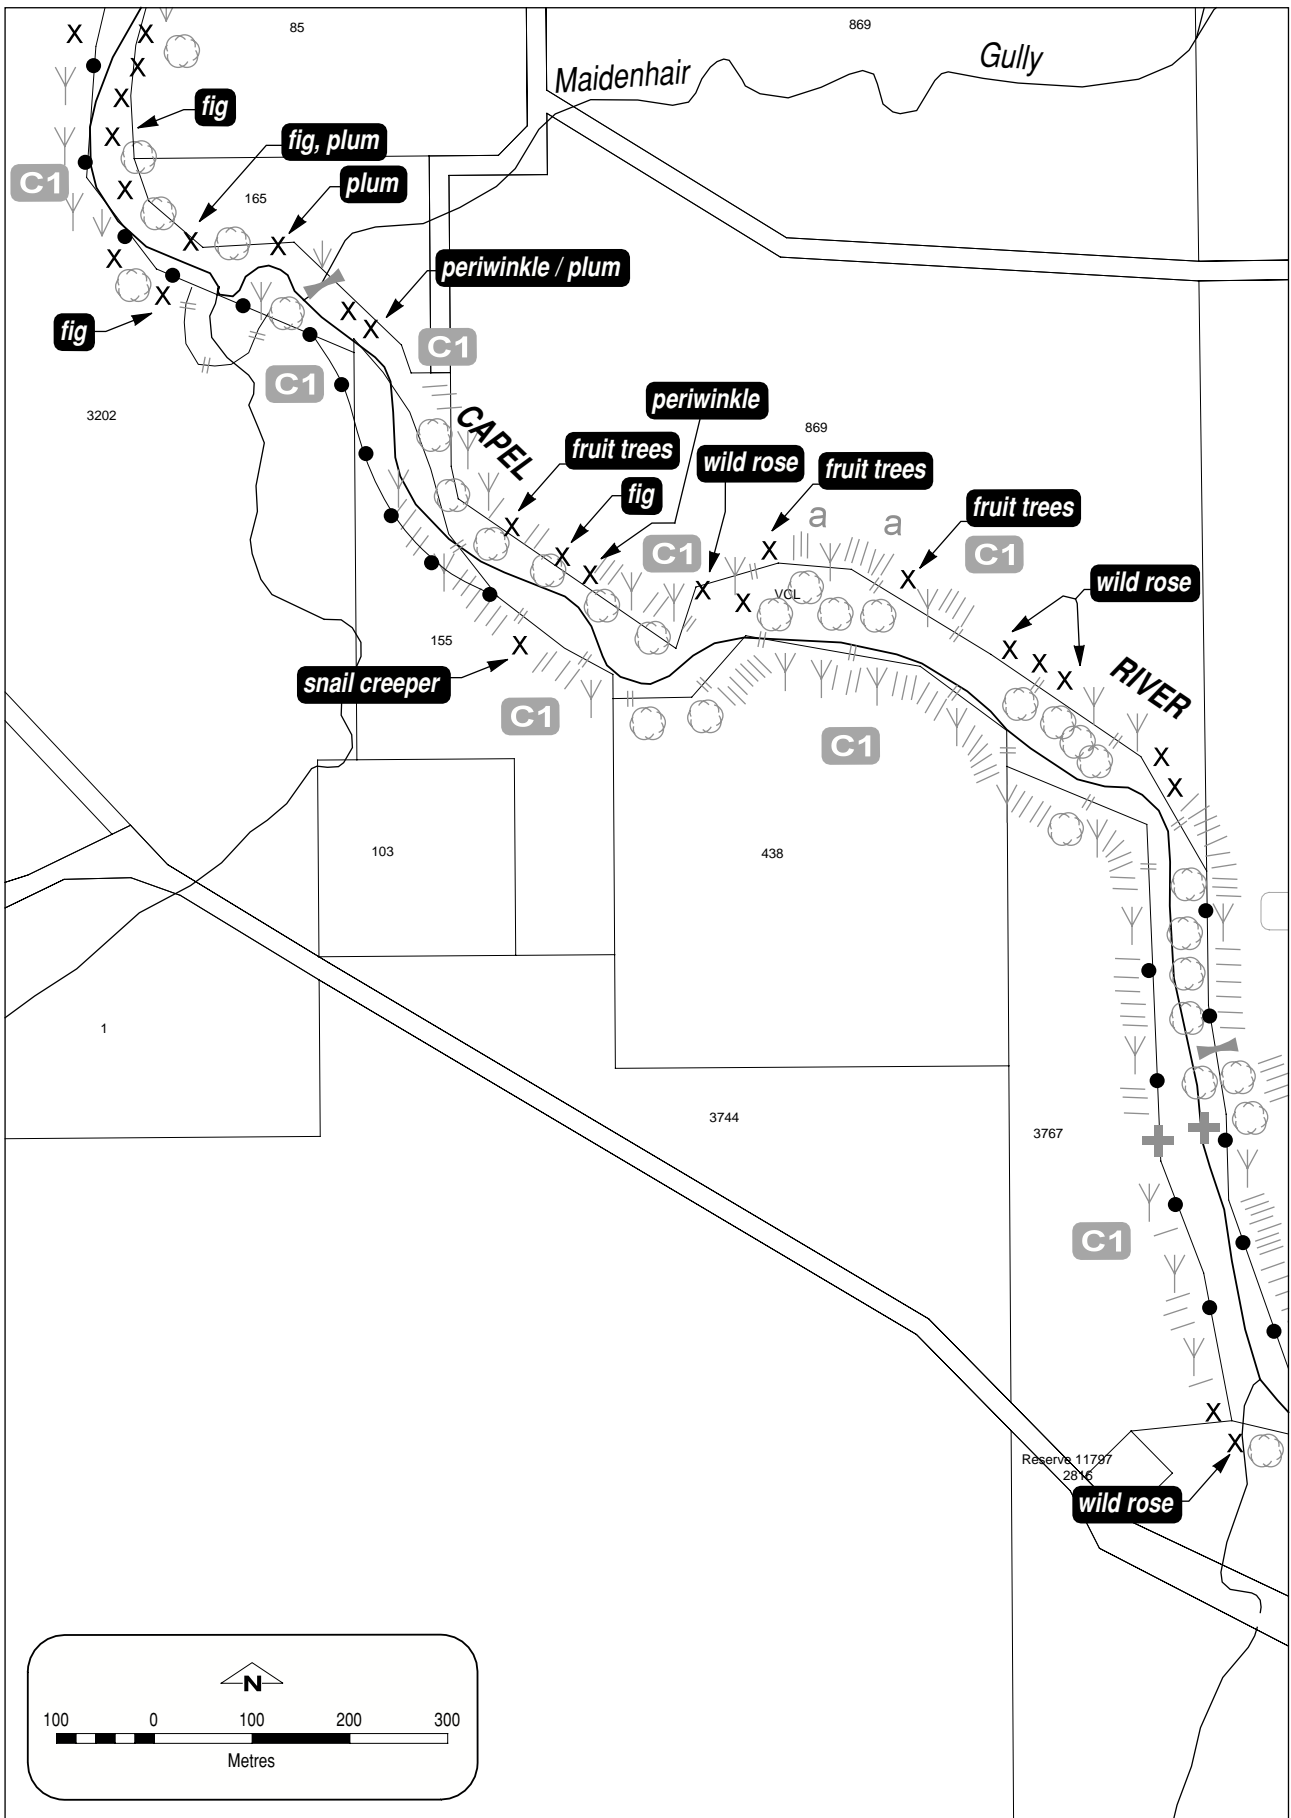 85
869
Maidenhair
Gully
X
X
X
X
fig
X
X
fig, plum
C1
X
plum
165
X
X
X
periwinkle / plum
X
X
X
fig
C1
C1
3202
CAPEL
periwinkle
869
fruit trees
wild rose
fruit trees
fig
fruit trees
X
a
a
X
X
X
C1
C1
X
X
X
VCL
wild rose
155
X
X
X
X
snail creeper
RIVER
C1
C1
X
X
103
438
1
3744
3767
C1
X
X
Reserve 11797
2816
wild rose
N
100 0 100 200 300
Metres